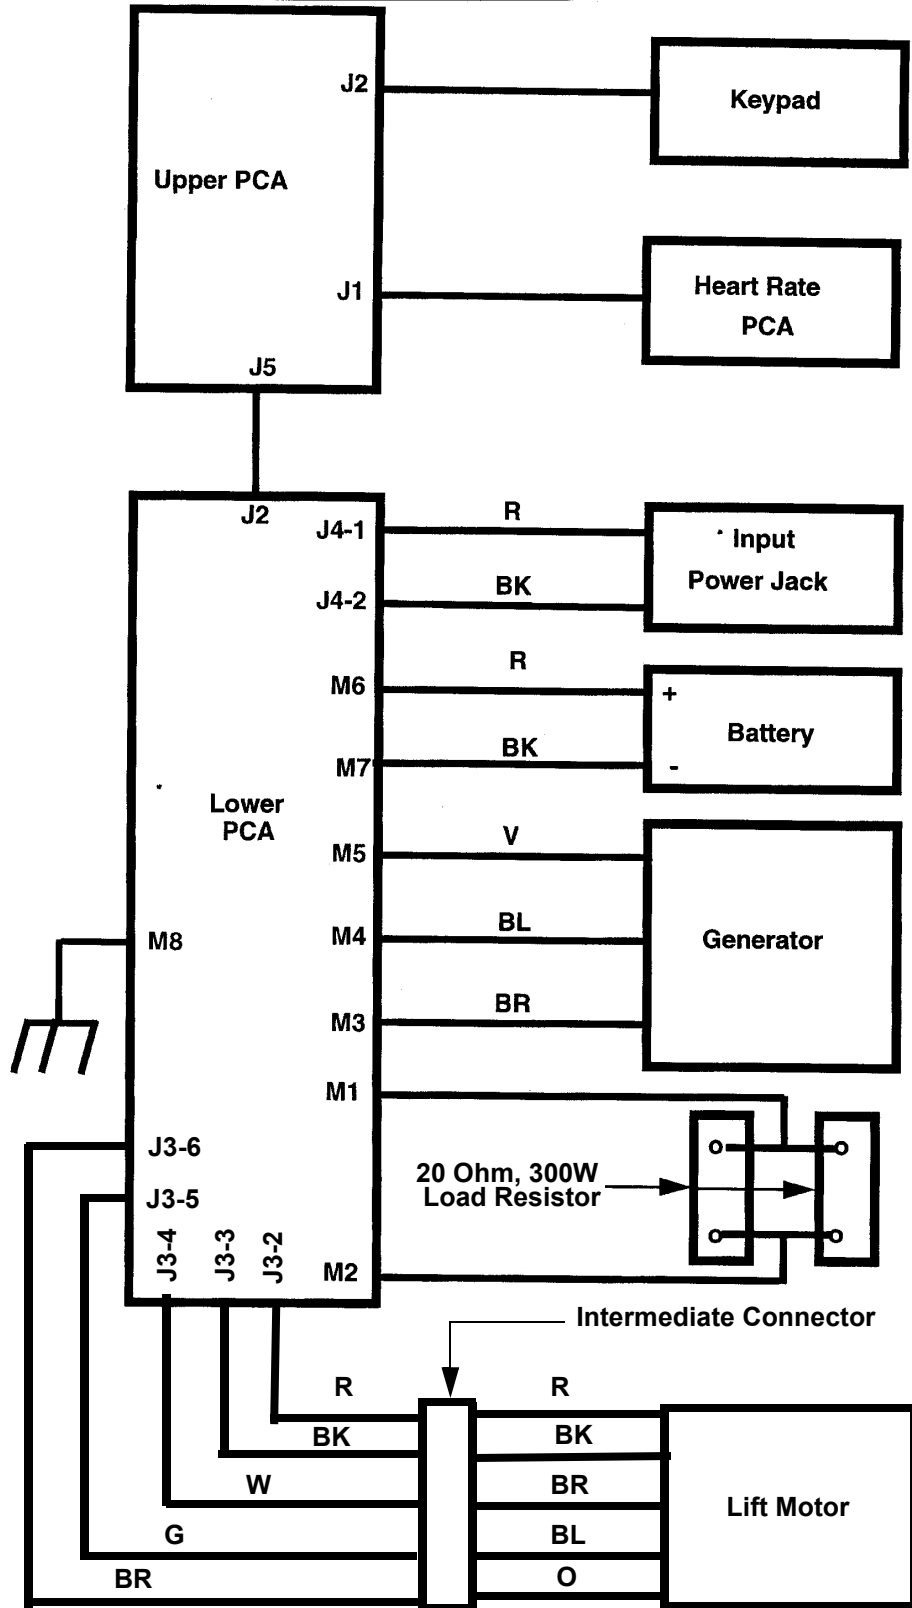 J2
Keypad
Upper PCA
J1
Heart Rate
PCA
J5
J2
J4-1
R
Input
Power Jack
J4-2
BK
M6
R
+
Battery
M7
BK
-
Lower
PCA
M5
V
M8
M4
BL
Generator
M3
BR
M1
J3-6
20 Ohm, 300W
Load Resistor
J3-5
J3-4
J3-3
J3-2
M2
Intermediate Connector
R
R
BK
BK
W
BR
Lift Motor
G
BL
BR
O